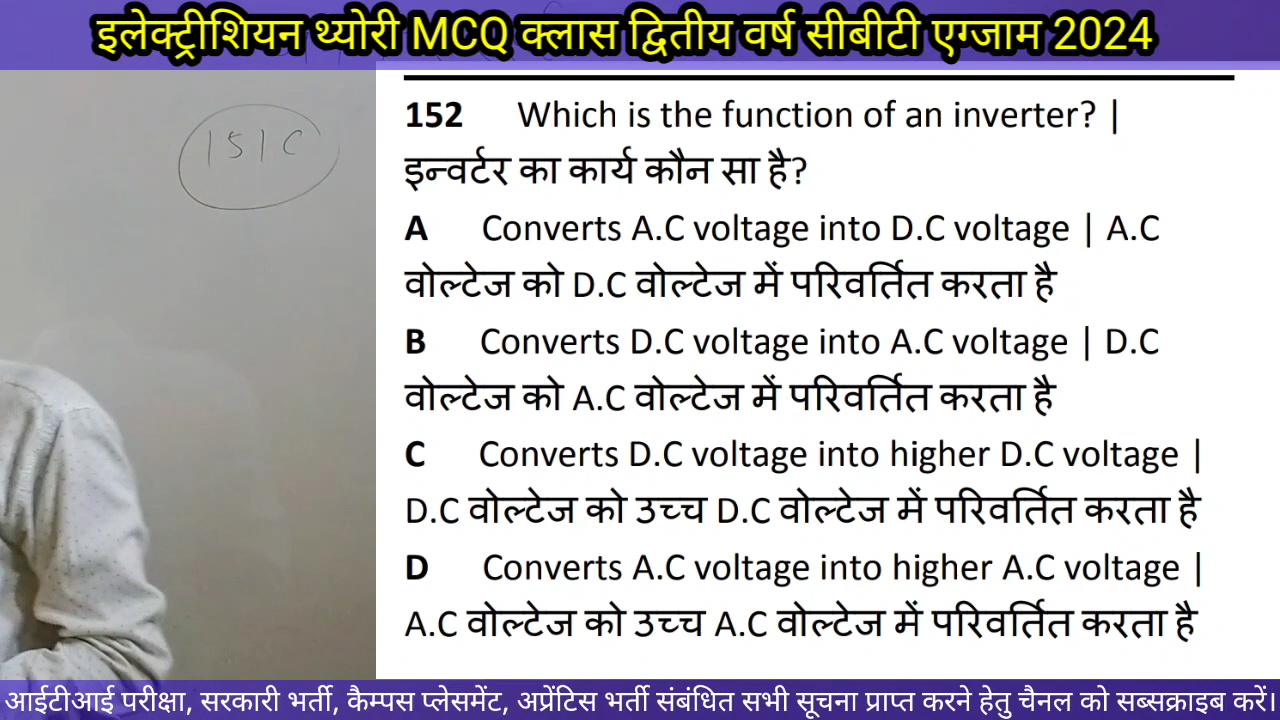 इलेक्ट्रीशियन थ्योरी MCQ क्लास द्वितीय वर्ष सीबीटी एग्जाम 2024
151 C
152 Which is the function of an inverter? |
इन्वर्टर का कार्य कौन सा है?
A Converts A.C voltage into D.C voltage | A.C
वोल्टेज को D.C वोल्टेज में परिवर्तित करता है
B Converts D.C voltage into A.C voltage | D.C
वोल्टेज को A.C वोल्टेज में परिवर्तित करता है
C Converts D.C voltage into higher D.C voltage |
D.C वोल्टेज को उच्च D.C वोल्टेज में परिवर्तित करता है
D Converts A.C voltage into higher A.C voltage |
A.C वोल्टेज को उच्च A.C वोल्टेज में परिवर्तित करता है
आईटीआई परीक्षा, सरकारी भर्ती, कैम्पस प्लेसमेंट, अप्रेंटिस भर्ती संबंधित सभी सूचना प्राप्त करने हेतु चैनल को सब्सक्राइब करें।